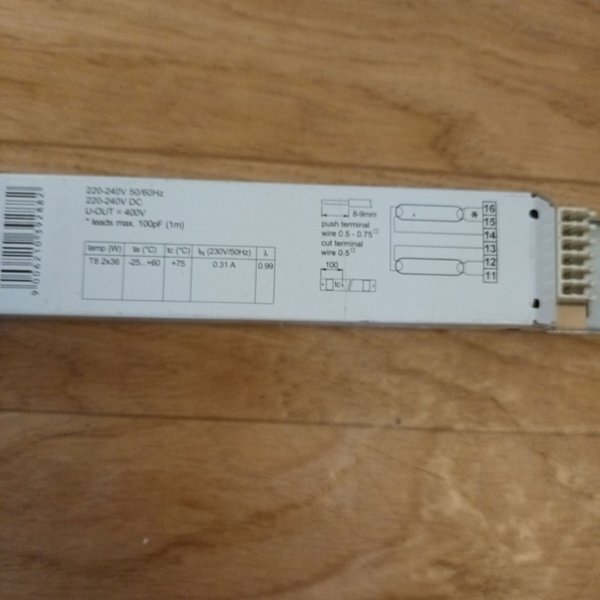 220-240V 50/60Hz
220-240V DC
U-OUT = 400V
* leads max. 100pF (1m)
lamp (W) ta (°C) tc (°C) (230V/50Hz) λ
T8 2x36 -25...+60 +75 0.31 A 0.99
8-9mm
push terminal
wire 0,5 - 0.75□
cut terminal
wire 0.5□
100
tc
*
16
15
14
13
12
11